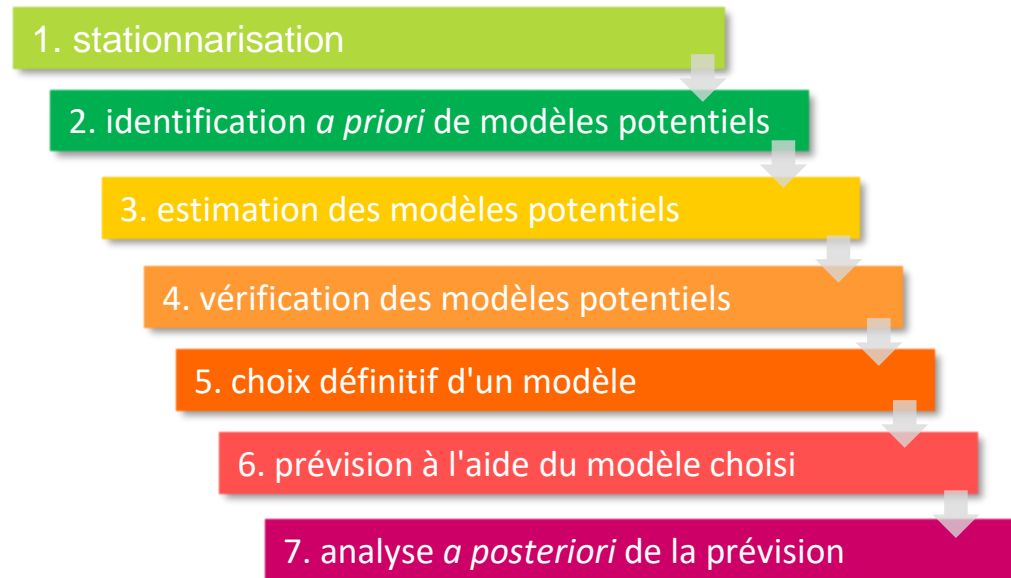 1. stationnarisation
2. identification a priori de modèles potentiels
3. estimation des modèles potentiels
4. vérification des modèles potentiels
5. choix définitif d'un modèle
6. prévision à l'aide du modèle choisi
7. analyse a posteriori de la prévision